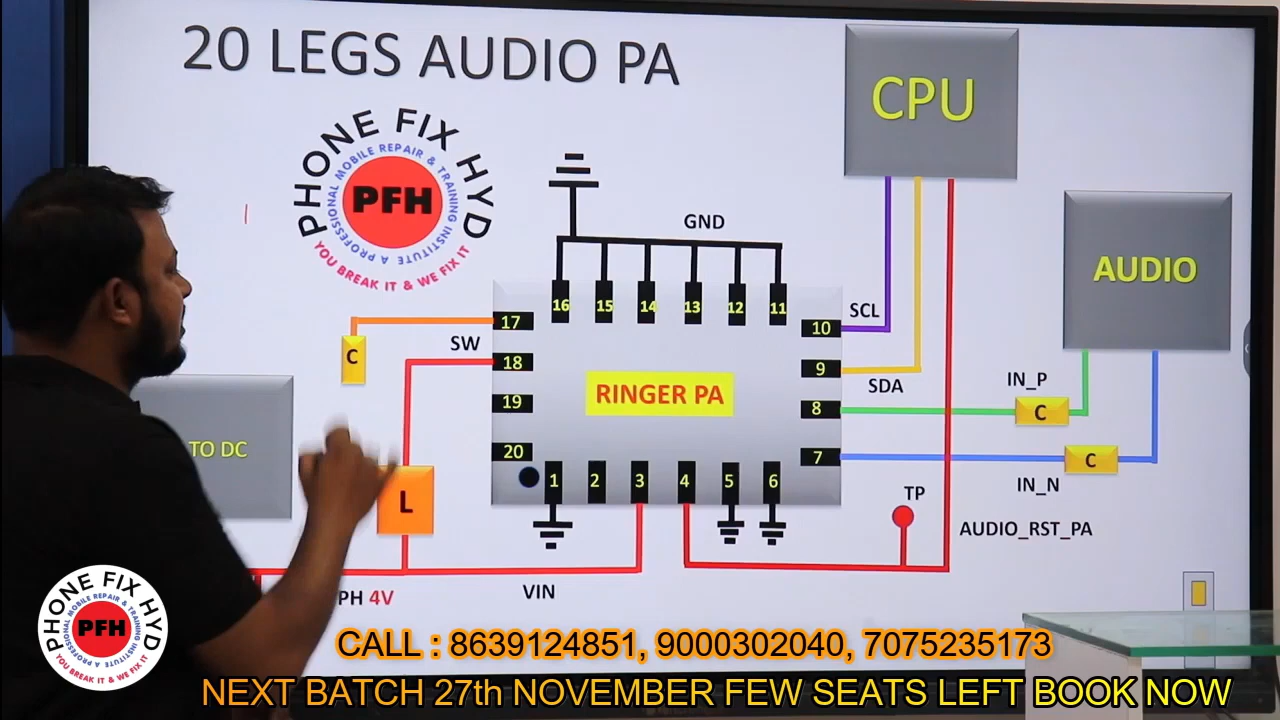 20 LEGS AUDIO PA
CPU
PHONE FIX HYD
A PROFESSIONAL MOBILE REPAIR & TRAINING INSTITUTE
PFH
YOU BREAK IT & WE FIX IT
GND
AUDIO
16 15 14 13 12 11
17
10
SCL
SW
C
18
9
SDA
RINGER PA
IN_P
19
8
C
TO DC
20
7
C
IN_N
L
1 2 3 4 5 6
TP
AUDIO_RST_PA
PH 4V
VIN
PHONE FIX HYD
A PROFESSIONAL MOBILE REPAIR & TRAINING INSTITUTE
PFH
YOU BREAK IT & WE FIX IT
CALL : 8639124851, 9000302040, 7075235173
NEXT BATCH 27th NOVEMBER FEW SEATS LEFT BOOK NOW